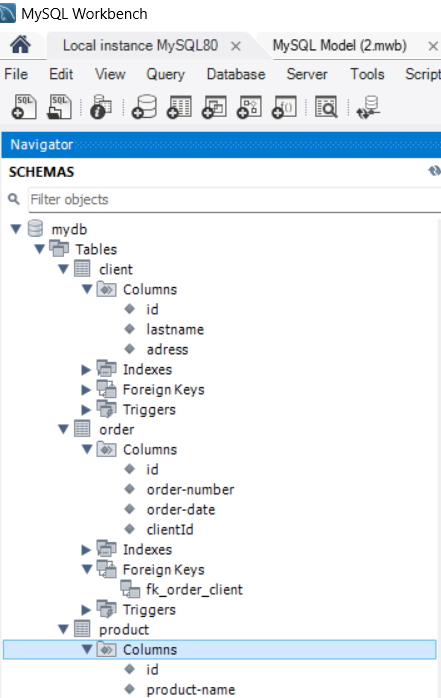 MySQL Workbench
Local instance MySQL80 × MySQL Model (2.mwb) ×
File Edit View Query Database Server Tools Script
SQL SQL
Navigator
SCHEMAS
Filter objects
mydb
Tables
client
Columns
id
lastname
adress
Indexes
Foreign Keys
Triggers
order
Columns
id
order-number
order-date
clientId
Indexes
Foreign Keys
fk_order_client
Triggers
product
Columns
id
product-name